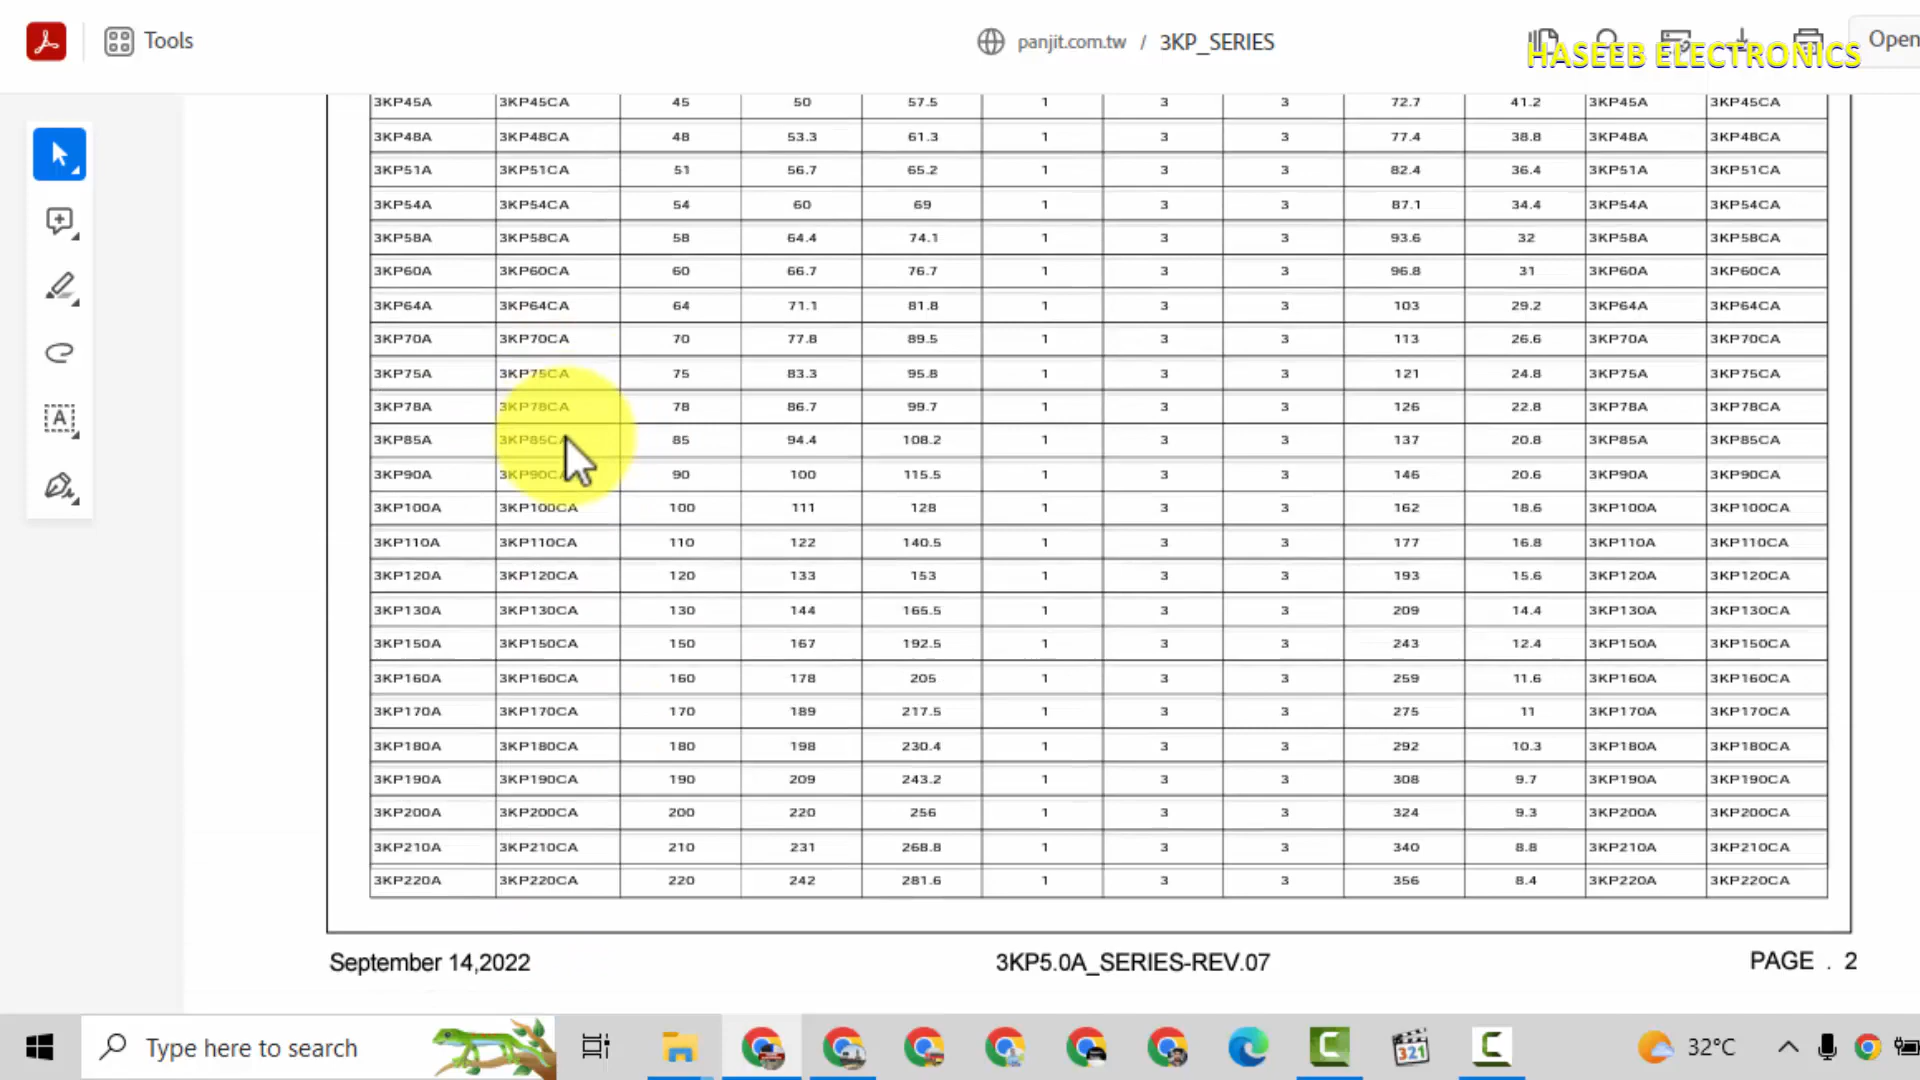 Tools
panjit.com.tw / 3KP_SERIES
Open
HASEEB ELECTRONICS
3KP45A 3KP45CA 45 50 57.5 1 3 3 72.7 41.2 3KP45A 3KP45CA
3KP48A 3KP48CA 48 53.3 61.3 1 3 3 77.4 38.8 3KP48A 3KP48CA
3KP51A 3KP51CA 51 56.7 65.2 1 3 3 82.4 36.4 3KP51A 3KP51CA
3KP54A 3KP54CA 54 60 69 1 3 3 87.1 34.4 3KP54A 3KP54CA
3KP58A 3KP58CA 58 64.4 74.1 1 3 3 93.6 32 3KP58A 3KP58CA
3KP60A 3KP60CA 60 66.7 76.7 1 3 3 96.8 31 3KP60A 3KP60CA
3KP64A 3KP64CA 64 71.1 81.8 1 3 3 103 29.2 3KP64A 3KP64CA
3KP70A 3KP70CA 70 77.8 89.5 1 3 3 113 26.6 3KP70A 3KP70CA
3KP75A 3KP75CA 75 83.3 95.8 1 3 3 121 24.8 3KP75A 3KP75CA
3KP78A 3KP78CA 78 86.7 99.7 1 3 3 126 22.8 3KP78A 3KP78CA
3KP85A 3KP85CA 85 94.4 108.2 1 3 3 137 20.8 3KP85A 3KP85CA
3KP90A 3KP90CA 90 100 115.5 1 3 3 146 20.6 3KP90A 3KP90CA
3KP100A 3KP100CA 100 111 128 1 3 3 162 18.6 3KP100A 3KP100CA
3KP110A 3KP110CA 110 122 140.5 1 3 3 177 16.8 3KP110A 3KP110CA
3KP120A 3KP120CA 120 133 153 1 3 3 193 15.6 3KP120A 3KP120CA
3KP130A 3KP130CA 130 144 165.5 1 3 3 209 14.4 3KP130A 3KP130CA
3KP150A 3KP150CA 150 167 192.5 1 3 3 243 12.4 3KP150A 3KP150CA
3KP160A 3KP160CA 160 178 205 1 3 3 259 11.6 3KP160A 3KP160CA
3KP170A 3KP170CA 170 189 217.5 1 3 3 275 11 3KP170A 3KP170CA
3KP180A 3KP180CA 180 198 230.4 1 3 3 292 10.3 3KP180A 3KP180CA
3KP190A 3KP190CA 190 209 243.2 1 3 3 308 9.7 3KP190A 3KP190CA
3KP200A 3KP200CA 200 220 256 1 3 3 324 9.3 3KP200A 3KP200CA
3KP210A 3KP210CA 210 231 268.8 1 3 3 340 8.8 3KP210A 3KP210CA
3KP220A 3KP220CA 220 242 281.6 1 3 3 356 8.4 3KP220A 3KP220CA
September 14,2022 3KP5.0A_SERIES-REV.07 PAGE . 2
Type here to search
321
32°C